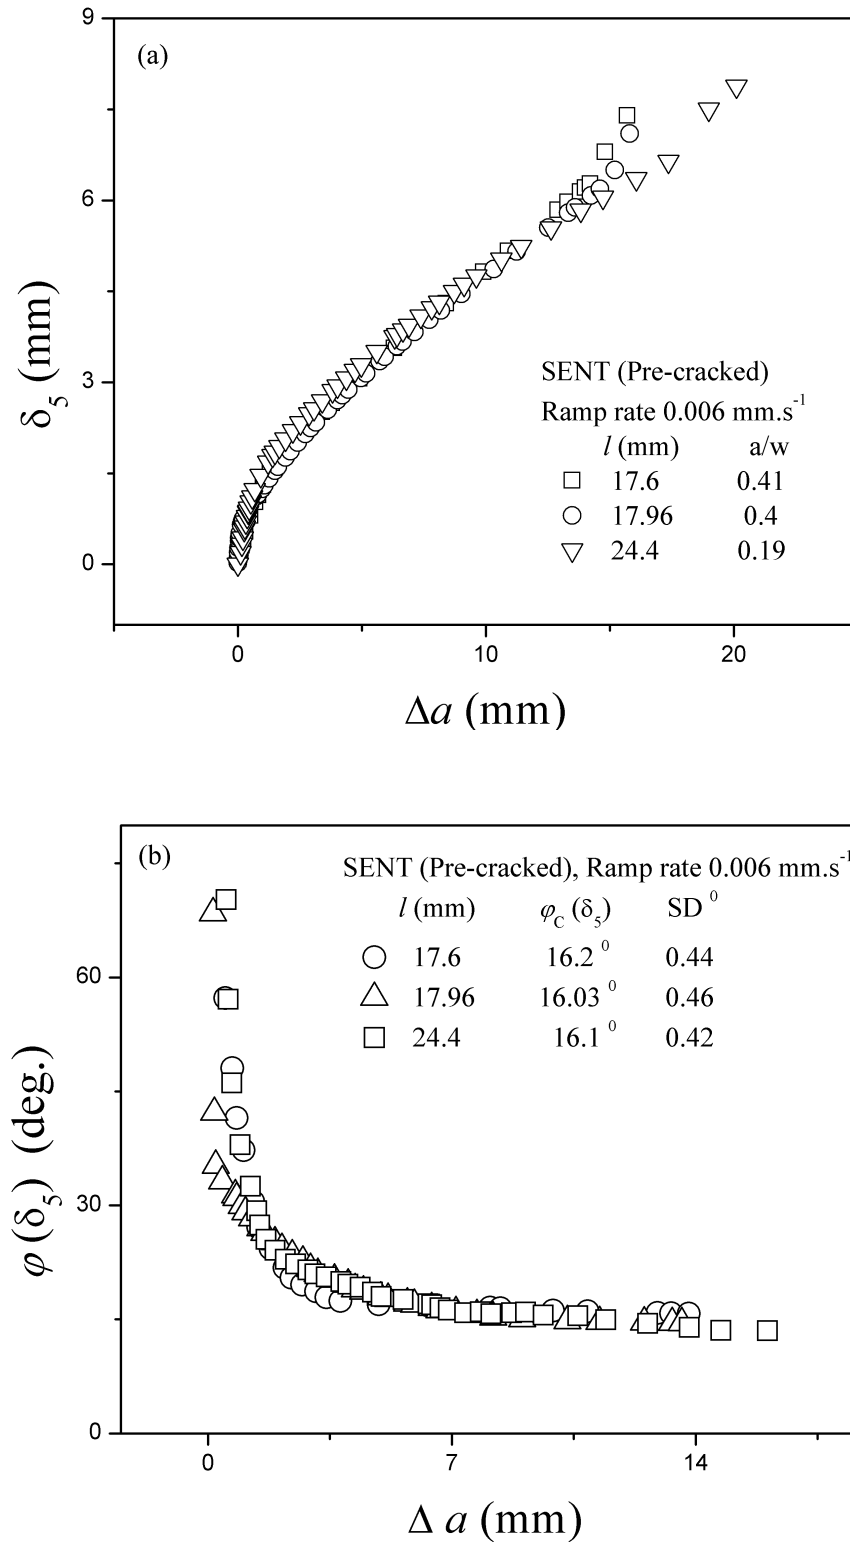 (a)
9
6
3
0
δ5 (mm)
SENT (Pre-cracked)
Ramp rate 0.006 mm.s-1
l (mm) a/w
17.6 0.41
17.96 0.4
24.4 0.19
0 10 20
Δa (mm)
(b)
SENT (Pre-cracked), Ramp rate 0.006 mm.s-1
l (mm) φC (δ5) SD 0
17.6 16.2 0 0.44
17.96 16.03 0 0.46
24.4 16.1 0 0.42
60
30
0
φ (δ5) (deg.)
0 7 14
Δ a (mm)